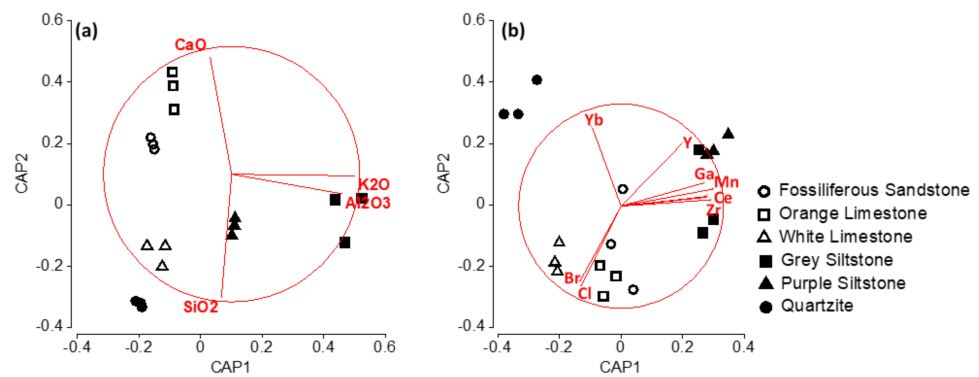 (a)
0.6
0.4
0.2
0
-0.2
-0.4
CAP2
CaO
K2O
Al2O3
SiO2
-0.4 -0.2 0 0.2 0.4 0.6
CAP1
(b)
0.6
0.4
0.2
0
-0.2
-0.4
CAP2
Yb
Y
Ga
Mn
Ce
Zr
Br
Cl
-0.4 -0.2 0 0.2 0.4
CAP1
Fossiliferous Sandstone
Orange Limestone
White Limestone
Grey Siltstone
Purple Siltstone
Quartzite